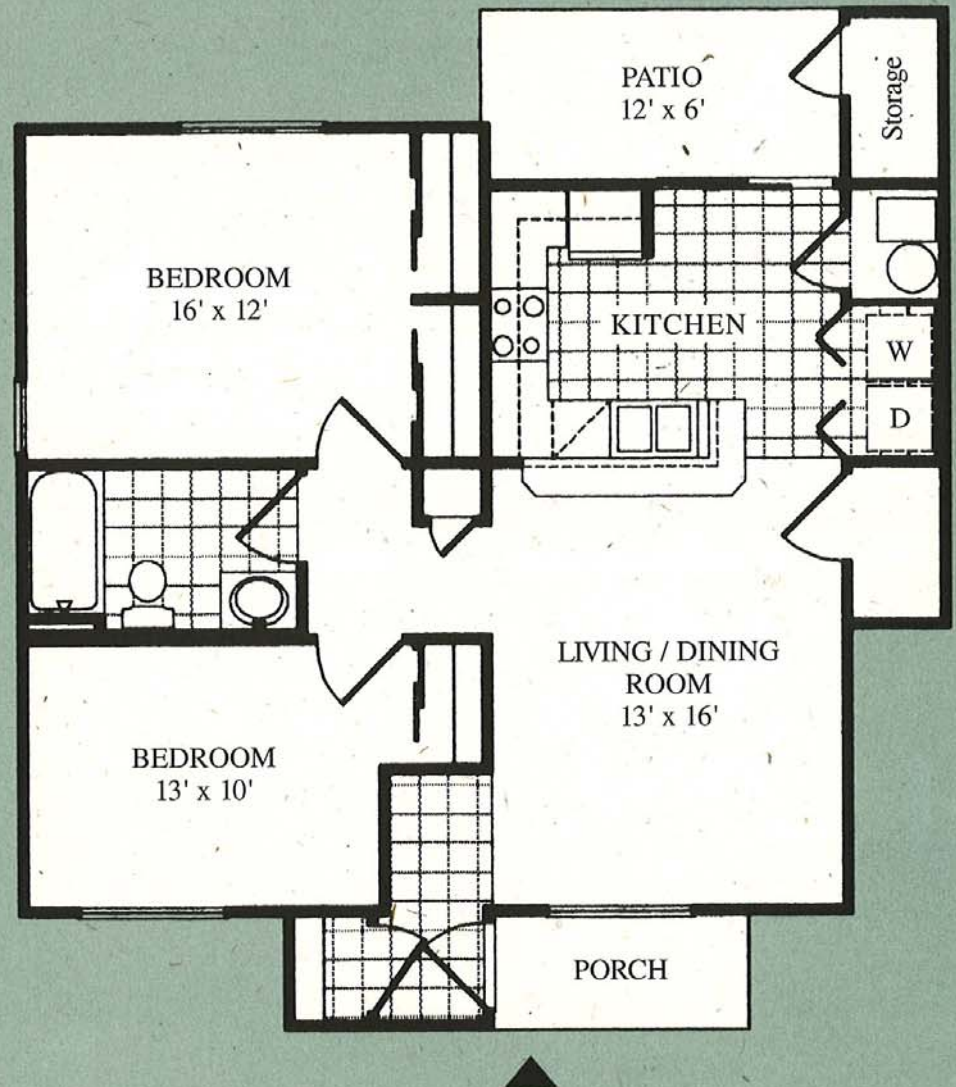 PATIO
12' x 6'
Storage
BEDROOM
16' x 12'
KITCHEN
W
D
LIVING / DINING
ROOM
13' x 16'
BEDROOM
13' x 10'
PORCH